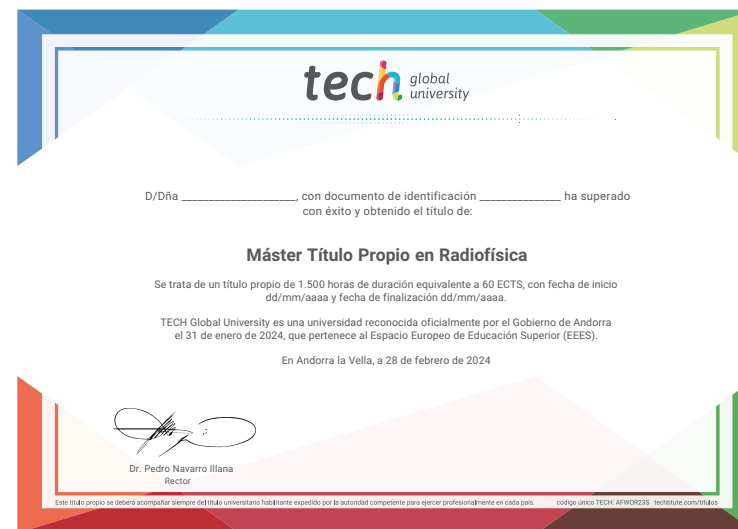 tech global
university
D/Dña ______________________, con documento de identificación ________________ ha superado
con éxito y obtenido el título de:
Máster Título Propio en Radiofísica
Se trata de un título propio de 1.500 horas de duración equivalente a 60 ECTS, con fecha de inicio
dd/mm/aaaa y fecha de finalización dd/mm/aaaa.
TECH Global University es una universidad reconocida oficialmente por el Gobierno de Andorra
el 31 de enero de 2024, que pertenece al Espacio Europeo de Educación Superior (EEES).
En Andorra la Vella, a 28 de febrero de 2024
Dr. Pedro Navarro Illana
Rector
Este título propio se deberá acompañar siempre del título universitario habilitante expedido por la autoridad competente para ejercer profesionalmente en cada país. código único TECH: AFWOR23S techtitute.com/titulos